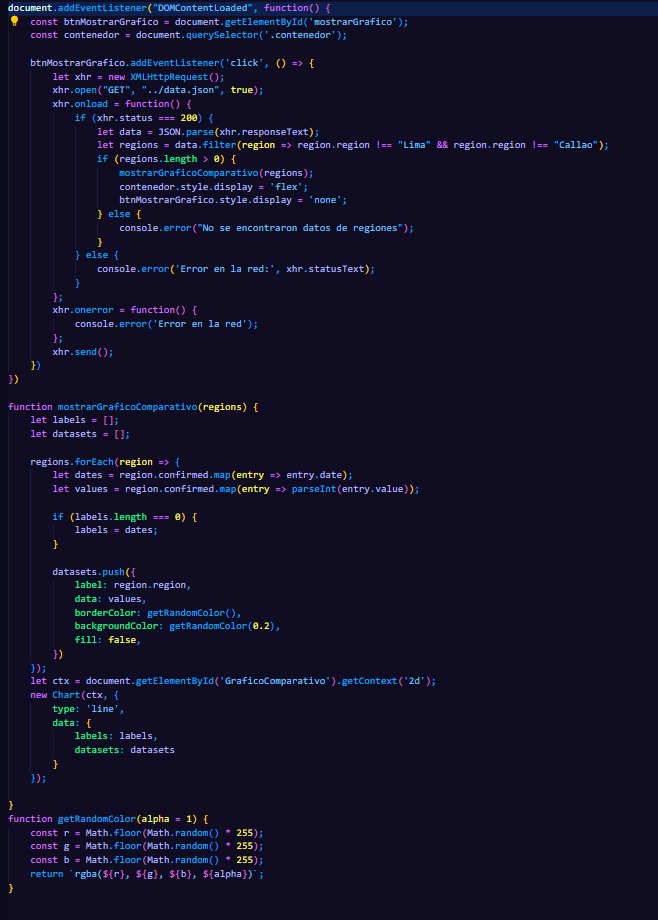 document.addEventListener("DOMContentLoaded", function() {
    const btnMostrarGrafico = document.getElementById('mostrarGrafico');
    const contenedor = document.querySelector('.contenedor');

    btnMostrarGrafico.addEventListener('click', () => {
        let xhr = new XMLHttpRequest();
        xhr.open("GET", "../data.json", true);
        xhr.onload = function() {
            if (xhr.status === 200) {
                let data = JSON.parse(xhr.responseText);
                let regions = data.filter(region => region.region !== "Lima" && region.region !== "Callao");
                if (regions.length > 0) {
                    mostrarGraficoComparativo(regions);
                    contenedor.style.display = 'flex';
                    btnMostrarGrafico.style.display = 'none';
                } else {
                    console.error("No se encontraron datos de regiones");
                }
            } else {
                console.error('Error en la red:', xhr.statusText);
            }
        };
        xhr.onerror = function() {
            console.error('Error en la red');
        };
        xhr.send();
    })
})

function mostrarGraficoComparativo(regions) {
    let labels = [];
    let datasets = [];

    regions.forEach(region => {
        let dates = region.confirmed.map(entry => entry.date);
        let values = region.confirmed.map(entry => parseInt(entry.value));

        if (labels.length === 0) {
            labels = dates;
        }

        datasets.push({
            label: region.region,
            data: values,
            borderColor: getRandomColor(),
            backgroundColor: getRandomColor(0.2),
            fill: false,
        })
    });
    let ctx = document.getElementById('GraficoComparativo').getContext('2d');
    new Chart(ctx, {
        type: 'line',
        data: {
            labels: labels,
            datasets: datasets
        }
    });

}
function getRandomColor(alpha = 1) {
    const r = Math.floor(Math.random() * 255);
    const g = Math.floor(Math.random() * 255);
    const b = Math.floor(Math.random() * 255);
    return `rgba(${r}, ${g}, ${b}, ${alpha})`;
}